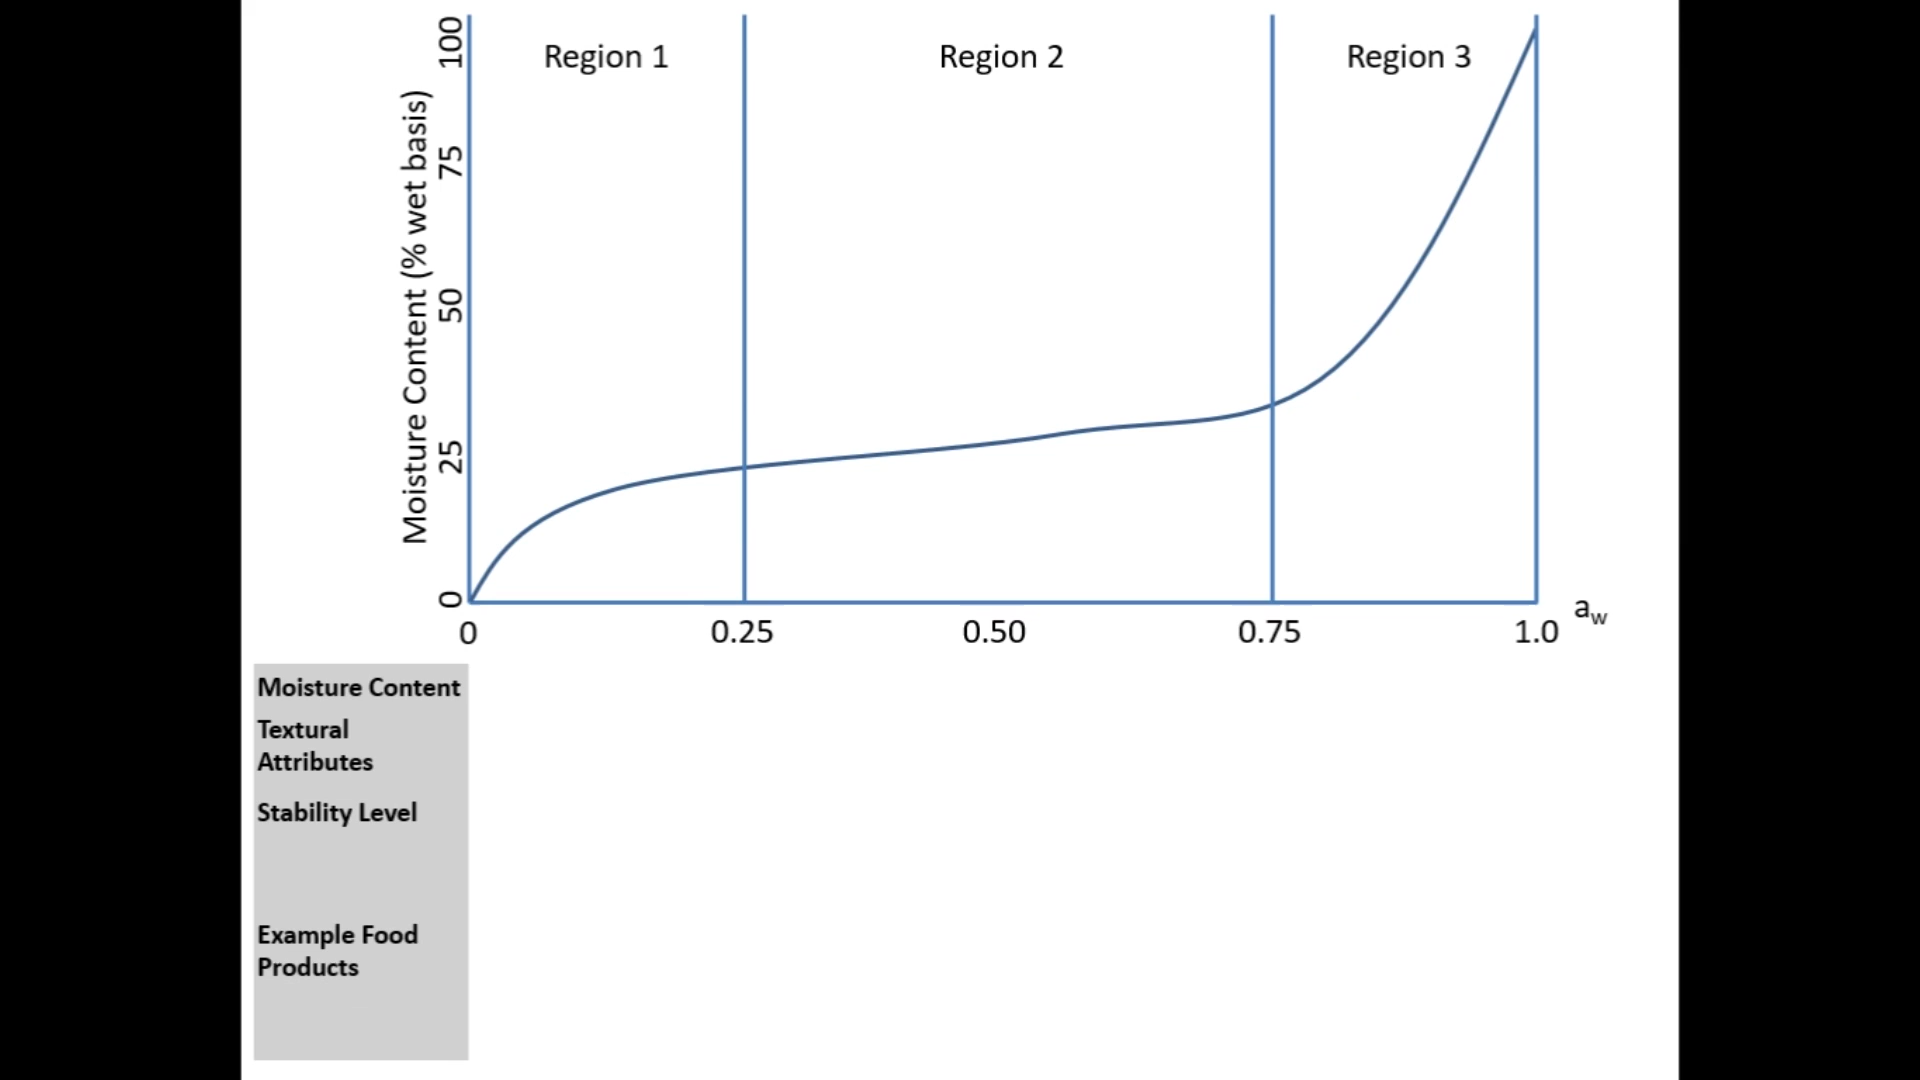 Region 1
Region 2
Region 3
Moisture Content (% wet basis)
100
75
50
25
0
0
0.25
0.50
0.75
1.0
aw
Moisture Content
Textural
Attributes
Stability Level
Example Food
Products